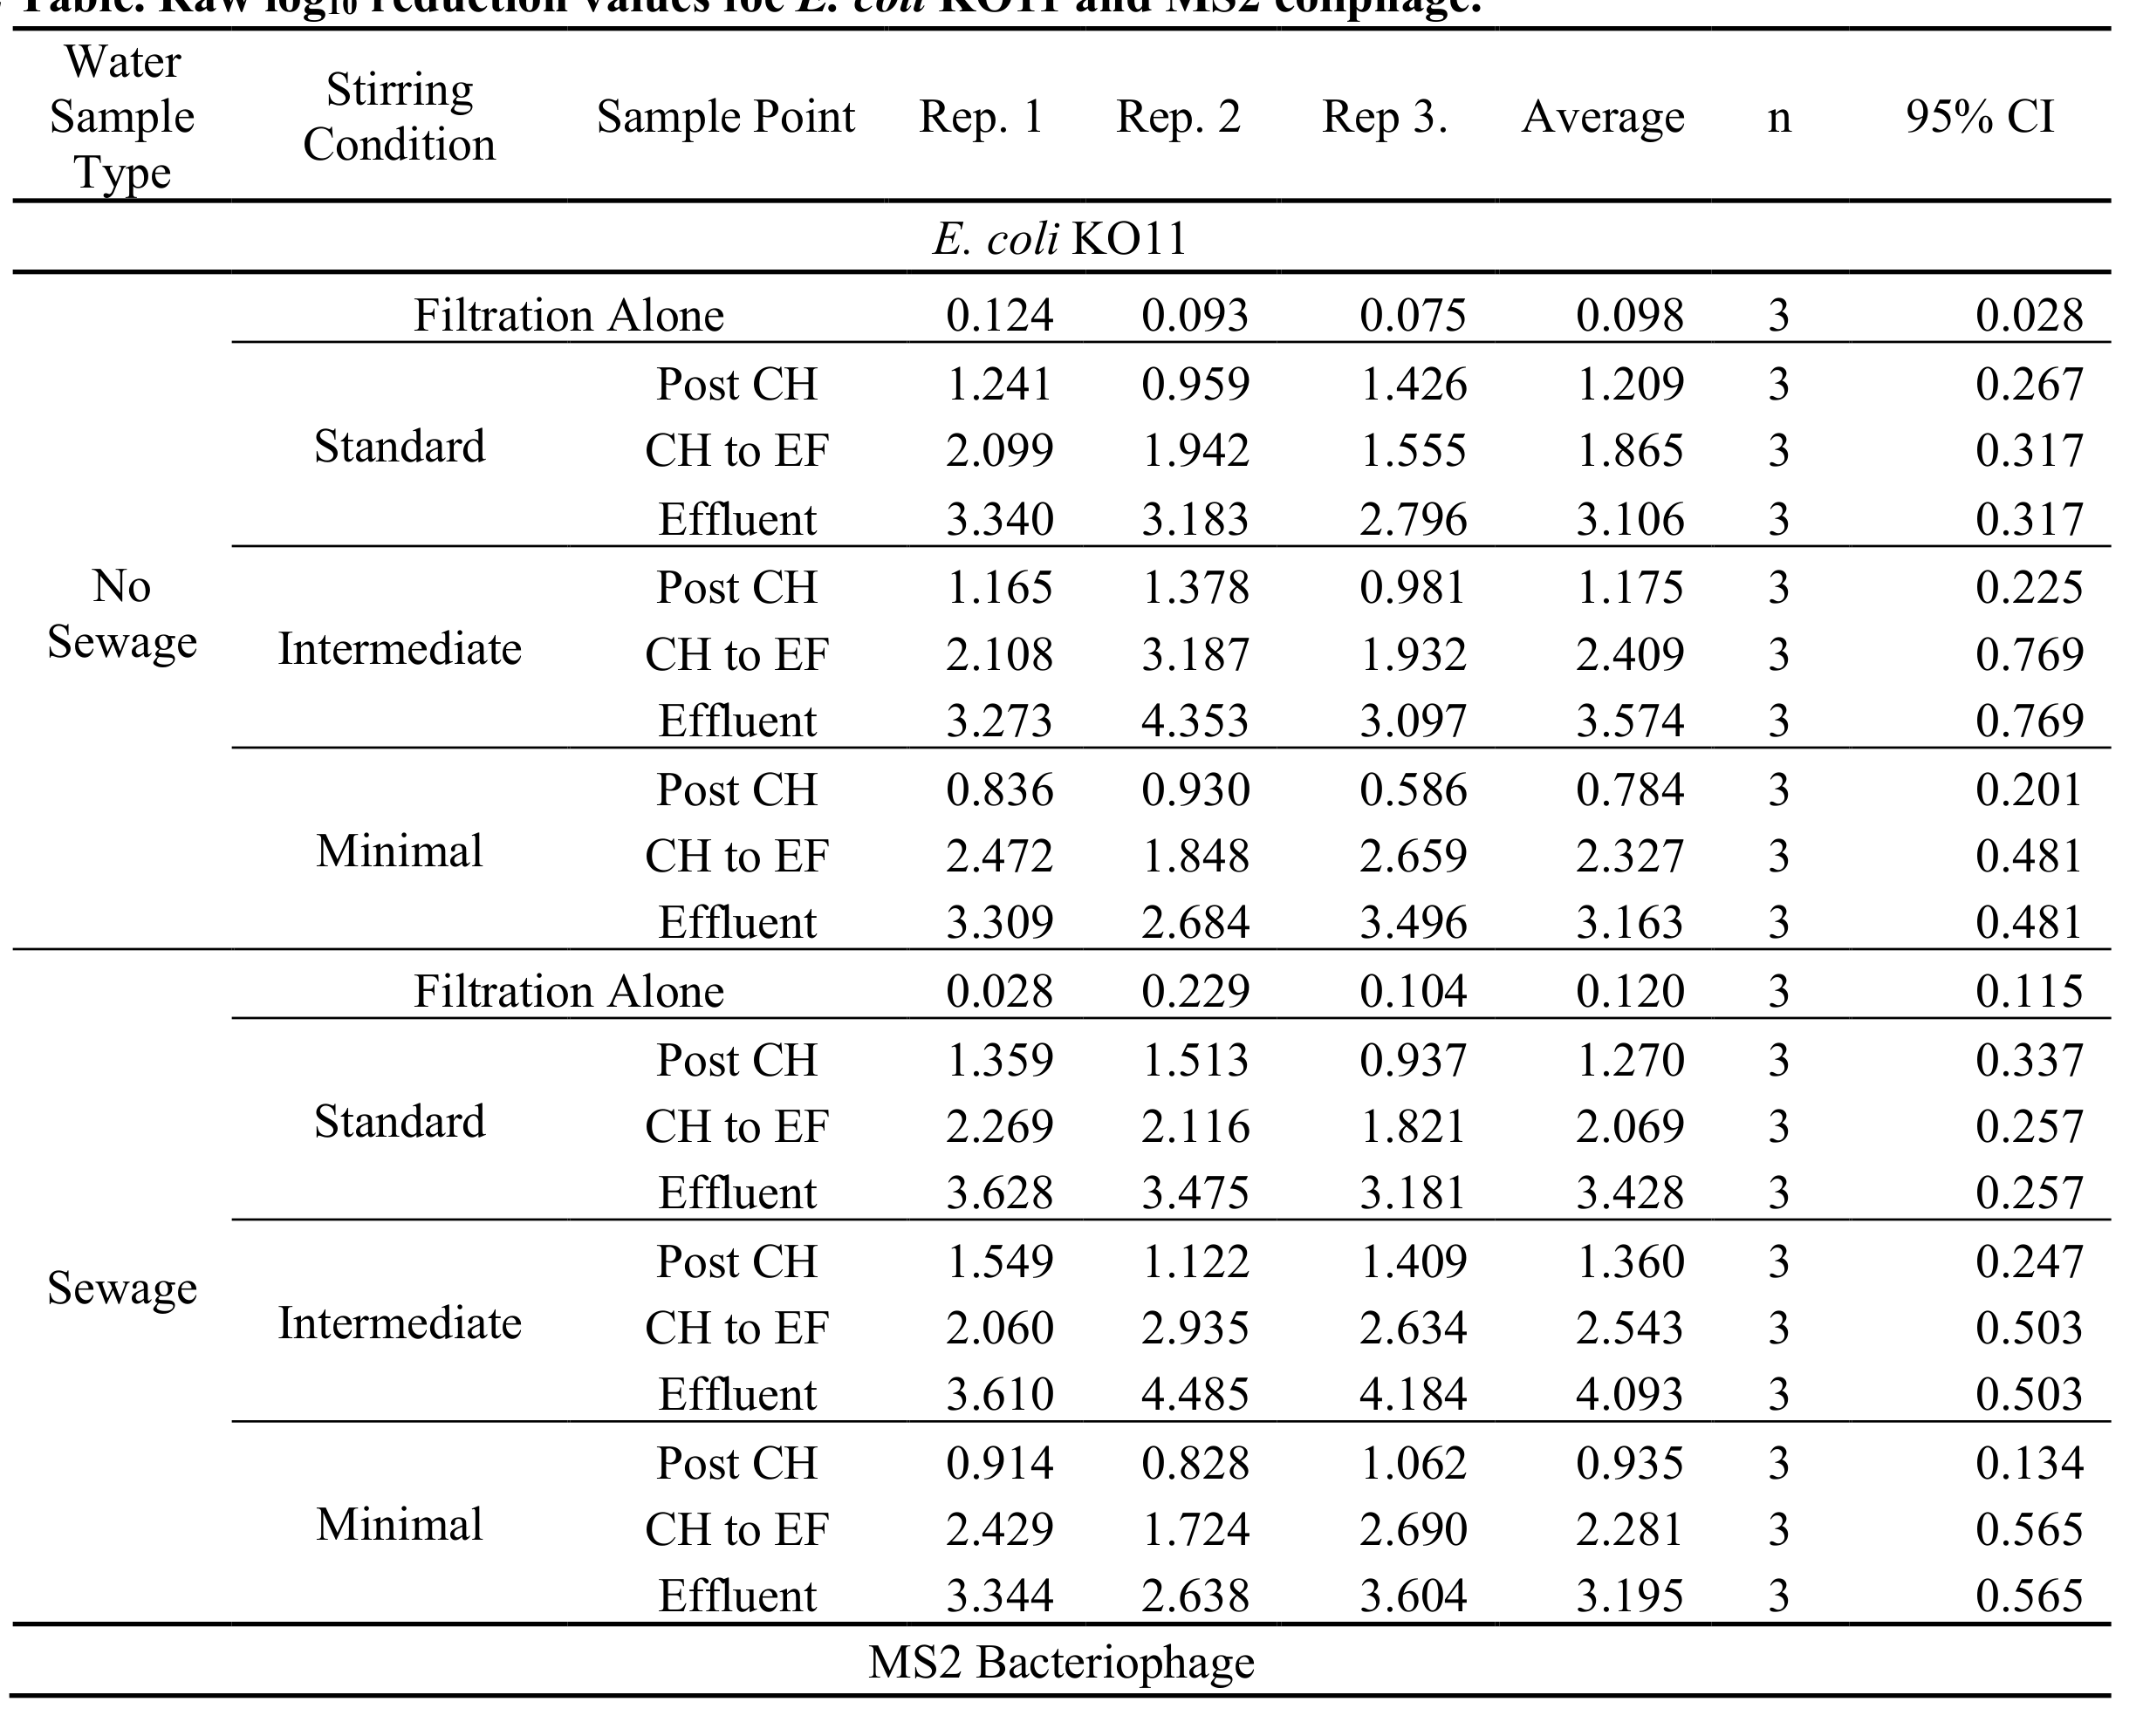 Table. Raw log10 reduction values foc E. coli KO11 and MS2 coliphage.
Water Sample Type Stirring Condition Sample Point Rep. 1 Rep. 2 Rep 3. Average n 95% CI
E. coli KO11
No Sewage
Filtration Alone 0.124 0.093 0.075 0.098 3 0.028
Standard
Post CH 1.241 0.959 1.426 1.209 3 0.267
CH to EF 2.099 1.942 1.555 1.865 3 0.317
Effluent 3.340 3.183 2.796 3.106 3 0.317
Intermediate
Post CH 1.165 1.378 0.981 1.175 3 0.225
CH to EF 2.108 3.187 1.932 2.409 3 0.769
Effluent 3.273 4.353 3.097 3.574 3 0.769
Minimal
Post CH 0.836 0.930 0.586 0.784 3 0.201
CH to EF 2.472 1.848 2.659 2.327 3 0.481
Effluent 3.309 2.684 3.496 3.163 3 0.481
Sewage
Filtration Alone 0.028 0.229 0.104 0.120 3 0.115
Standard
Post CH 1.359 1.513 0.937 1.270 3 0.337
CH to EF 2.269 2.116 1.821 2.069 3 0.257
Effluent 3.628 3.475 3.181 3.428 3 0.257
Intermediate
Post CH 1.549 1.122 1.409 1.360 3 0.247
CH to EF 2.060 2.935 2.634 2.543 3 0.503
Effluent 3.610 4.485 4.184 4.093 3 0.503
Minimal
Post CH 0.914 0.828 1.062 0.935 3 0.134
CH to EF 2.429 1.724 2.690 2.281 3 0.565
Effluent 3.344 2.638 3.604 3.195 3 0.565
MS2 Bacteriophage